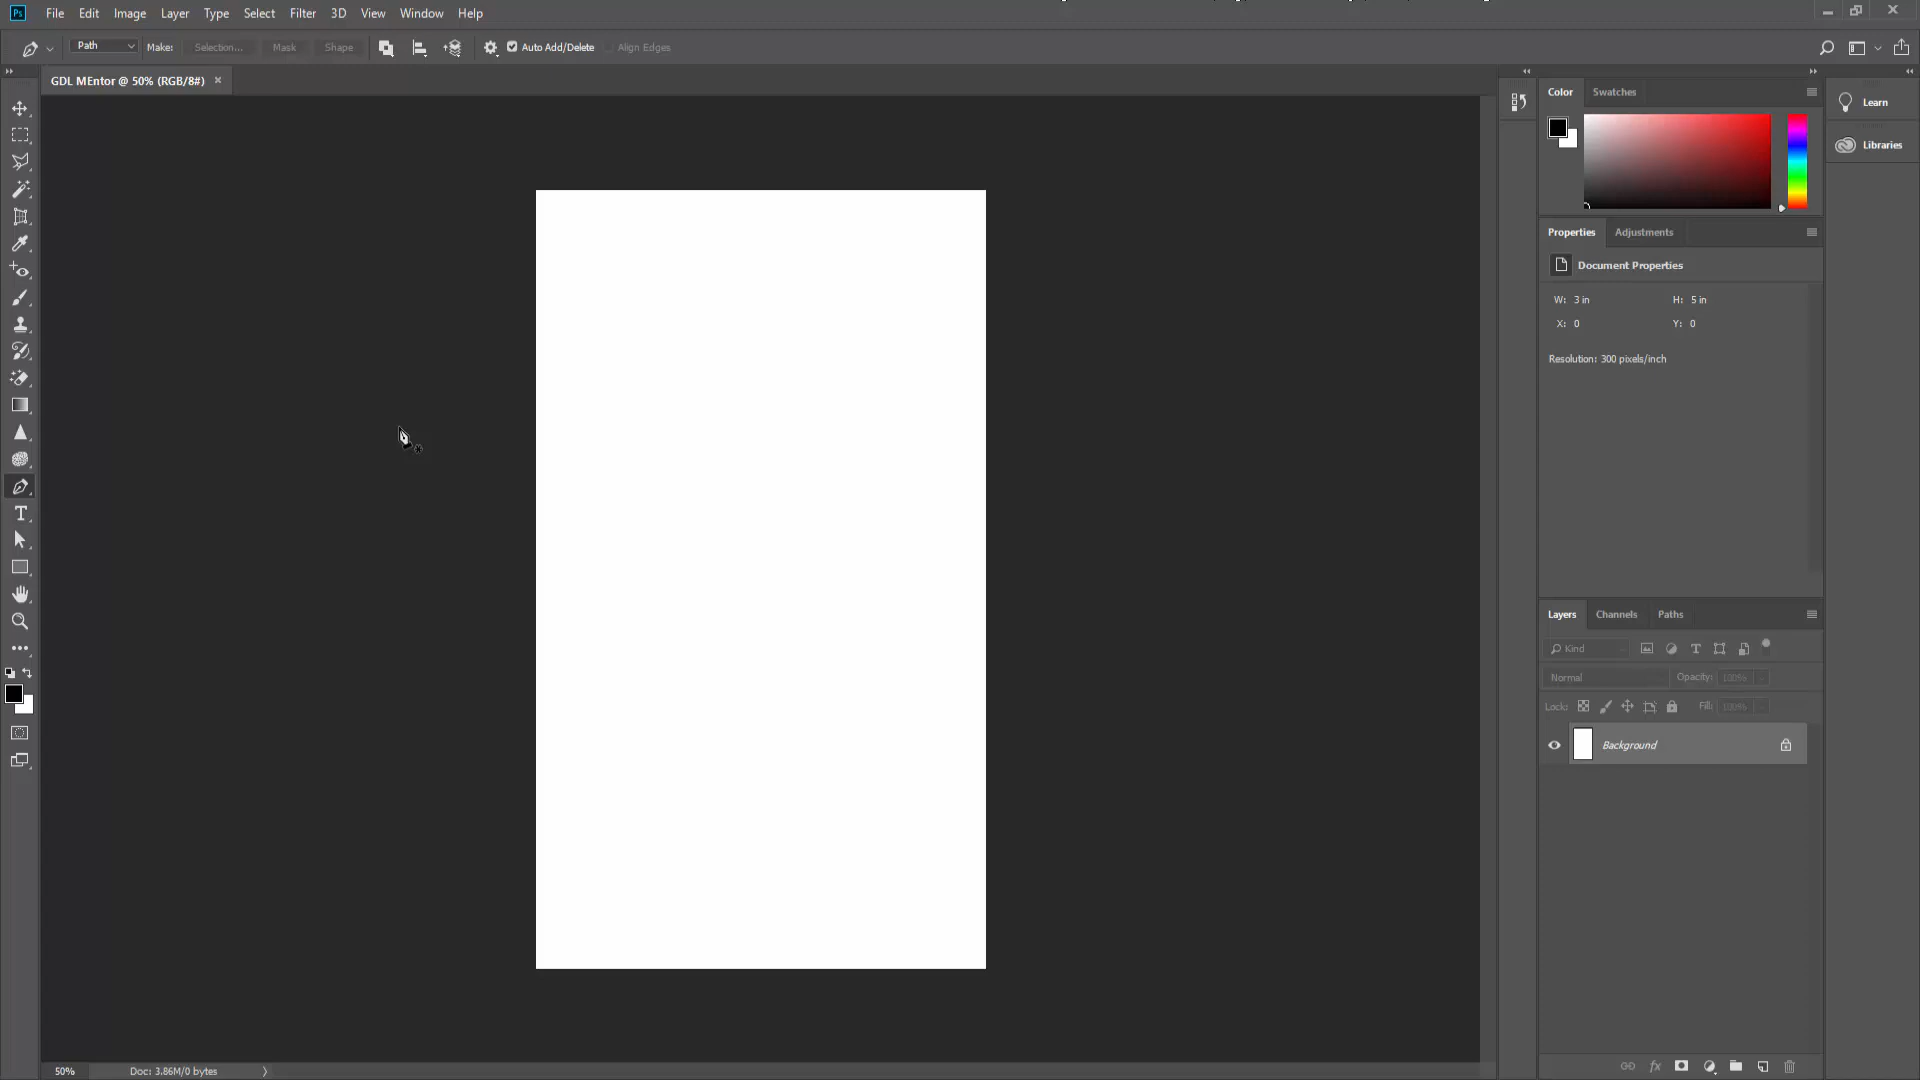 Ps File Edit Image Layer Type Select Filter 3D View Window Help
Path Make: Selection... Mask Shape Auto Add/Delete Align Edges
GDL MEntor @ 50% (RGB/8#) ×
Color Swatches
Learn
Libraries
Properties Adjustments
Document Properties
W: 3 in H: 5 in
X: 0 Y: 0
Resolution: 300 pixels/inch
Layers Channels Paths
Kind
Normal Opacity: 100%
Lock: Fill: 100%
Background
50% Doc: 3.86M/0 bytes